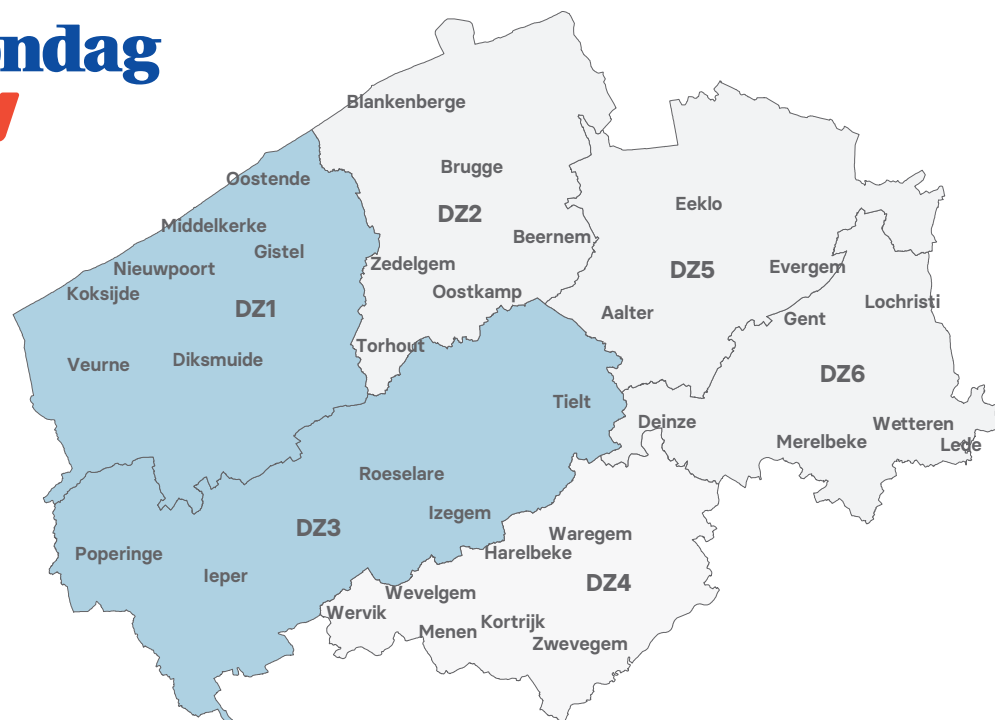 ndag
Blankenberge
Brugge
Oostende
Eeklo
DZ2
Middelkerke
Beernem
Gistel
Zedelgem
Nieuwpoort
DZ5
Evergem
Koksijde
Oostkamp
Lochristi
DZ1
Aalter
Gent
Torhout
Diksmuide
Veurne
DZ6
Tielt
Deinze
Wetteren
Merelbeke
Lede
Roeselare
Izegem
DZ3
Waregem
Poperinge
Harelbeke
Ieper
DZ4
Wevelgem
Wervik
Kortrijk
Menen
Zwevegem